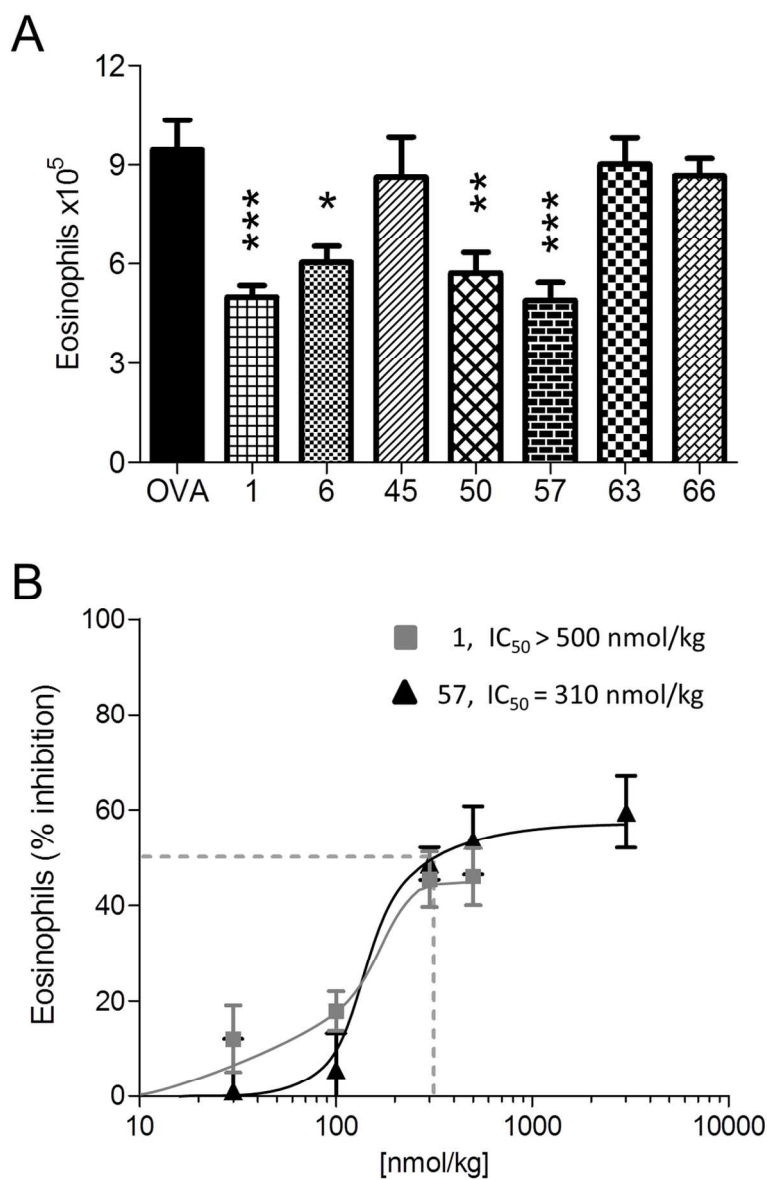 A
Eosinophils x10⁵
12
9
6
3
0
***
*
**
***
OVA 1 6 45 50 57 63 66
B
Eosinophils (% inhibition)
100
80
60
40
20
0
1, IC₅₀ > 500 nmol/kg
57, IC₅₀ = 310 nmol/kg
10 100 1000 10000
[nmol/kg]